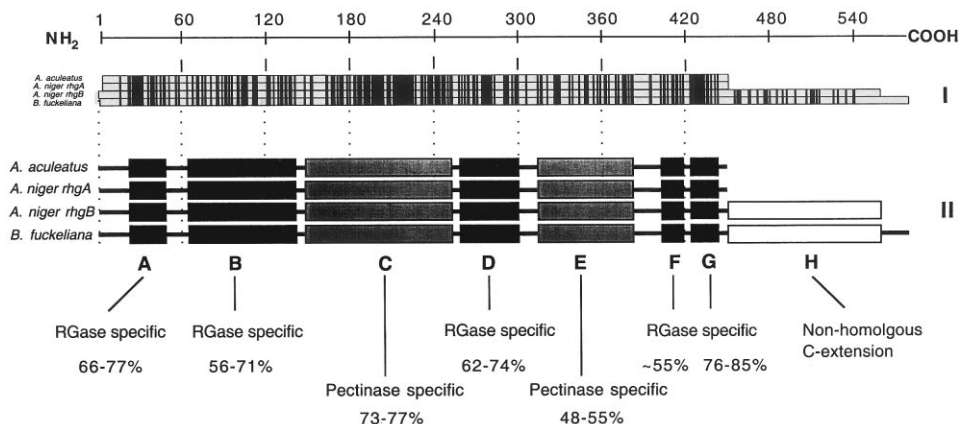 1 60 120 180 240 300 360 420 480 540
NH2 COOH
A. aculeatus
A. niger rhgA
A. niger rhgB
B. fuckeliana
I
A. aculeatus
A. niger rhgA
A. niger rhgB
B. fuckeliana
II
A B C D E F G H
RGase specific
66-77%
RGase specific
56-71%
Pectinase specific
73-77%
RGase specific
62-74%
Pectinase specific
48-55%
RGase specific
~55% 76-85%
Non-homolgous
C-extension